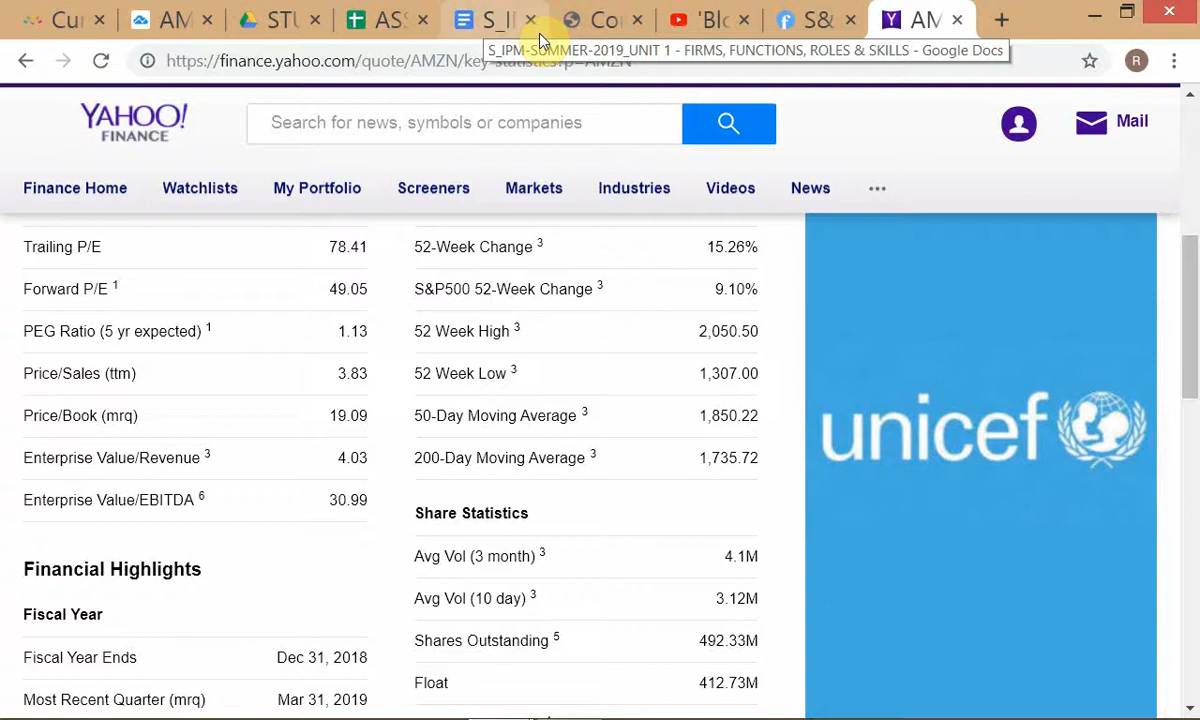 Cur
AM
STU
ASS
S_I
Co
'Blo
S&
AM
S_IPM-SUMMER-2019_UNIT 1 - FIRMS, FUNCTIONS, ROLES & SKILLS - Google Docs
https://finance.yahoo.com/quote/AMZN/key-statistics?p=AMZN
R
YAHOO!
FINANCE
Search for news, symbols or companies
Mail
Finance Home Watchlists My Portfolio Screeners Markets Industries Videos News
Trailing P/E 78.41
Forward P/E 1 49.05
PEG Ratio (5 yr expected) 1 1.13
Price/Sales (ttm) 3.83
Price/Book (mrq) 19.09
Enterprise Value/Revenue 3 4.03
Enterprise Value/EBITDA 6 30.99
Financial Highlights
Fiscal Year
Fiscal Year Ends Dec 31, 2018
Most Recent Quarter (mrq) Mar 31, 2019
52-Week Change 3 15.26%
S&P500 52-Week Change 3 9.10%
52 Week High 3 2,050.50
52 Week Low 3 1,307.00
50-Day Moving Average 3 1,850.22
200-Day Moving Average 3 1,735.72
Share Statistics
Avg Vol (3 month) 3 4.1M
Avg Vol (10 day) 3 3.12M
Shares Outstanding 5 492.33M
Float 412.73M
unicef